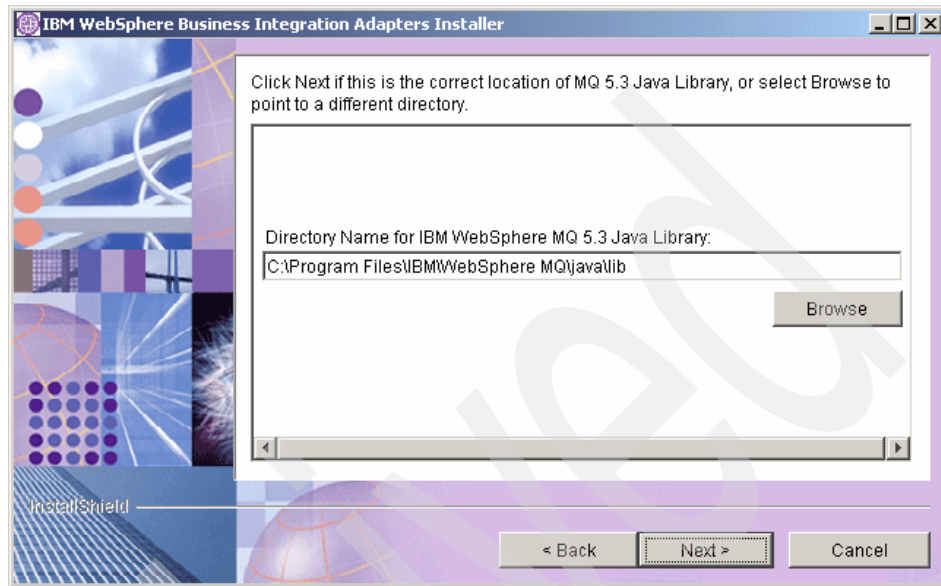 IBM WebSphere Business Integration Adapters Installer
Click Next if this is the correct location of MQ 5.3 Java Library, or select Browse to
point to a different directory.
Directory Name for IBM WebSphere MQ 5.3 Java Library:
C:\Program Files\IBM\WebSphere MQ\java\lib
Browse
InstallShield
< Back
Next >
Cancel